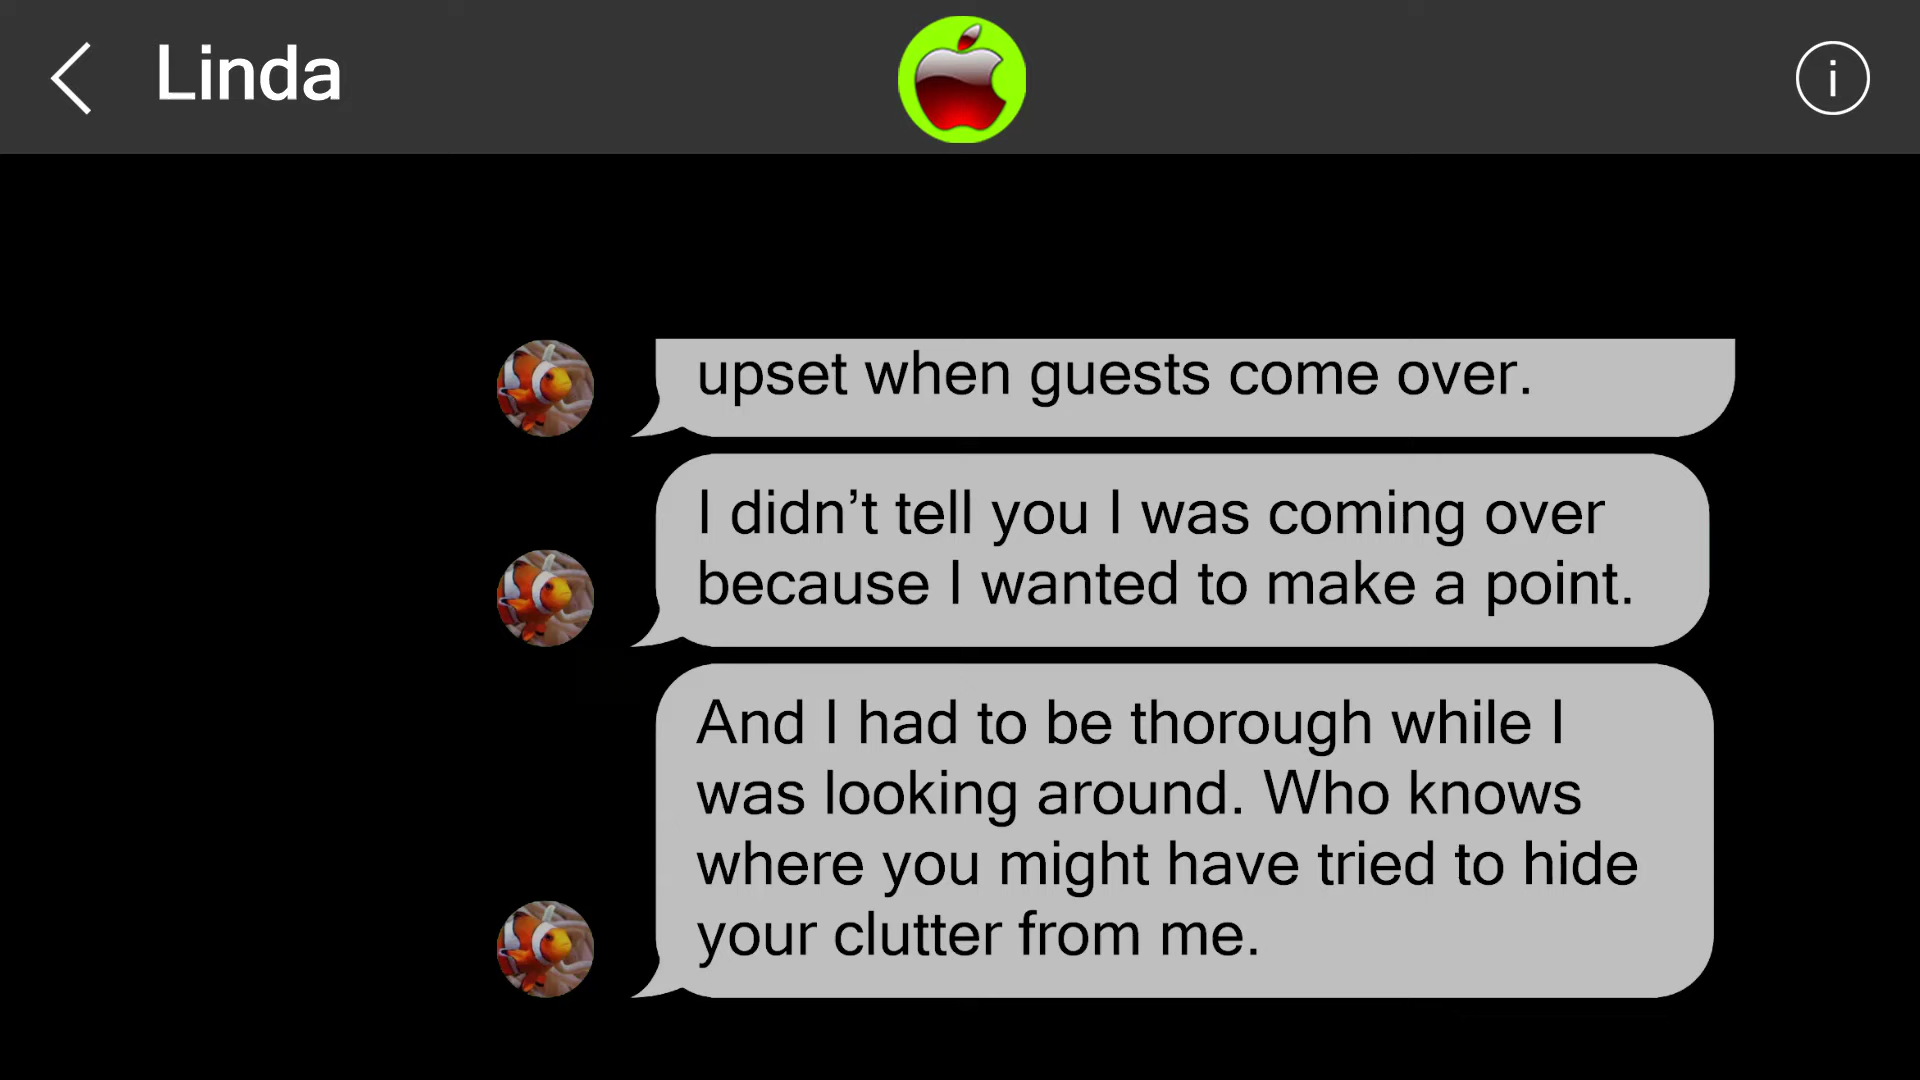 Linda
i
upset when guests come over.
I didn’t tell you I was coming over
because I wanted to make a point.
And I had to be thorough while I
was looking around. Who knows
where you might have tried to hide
your clutter from me.